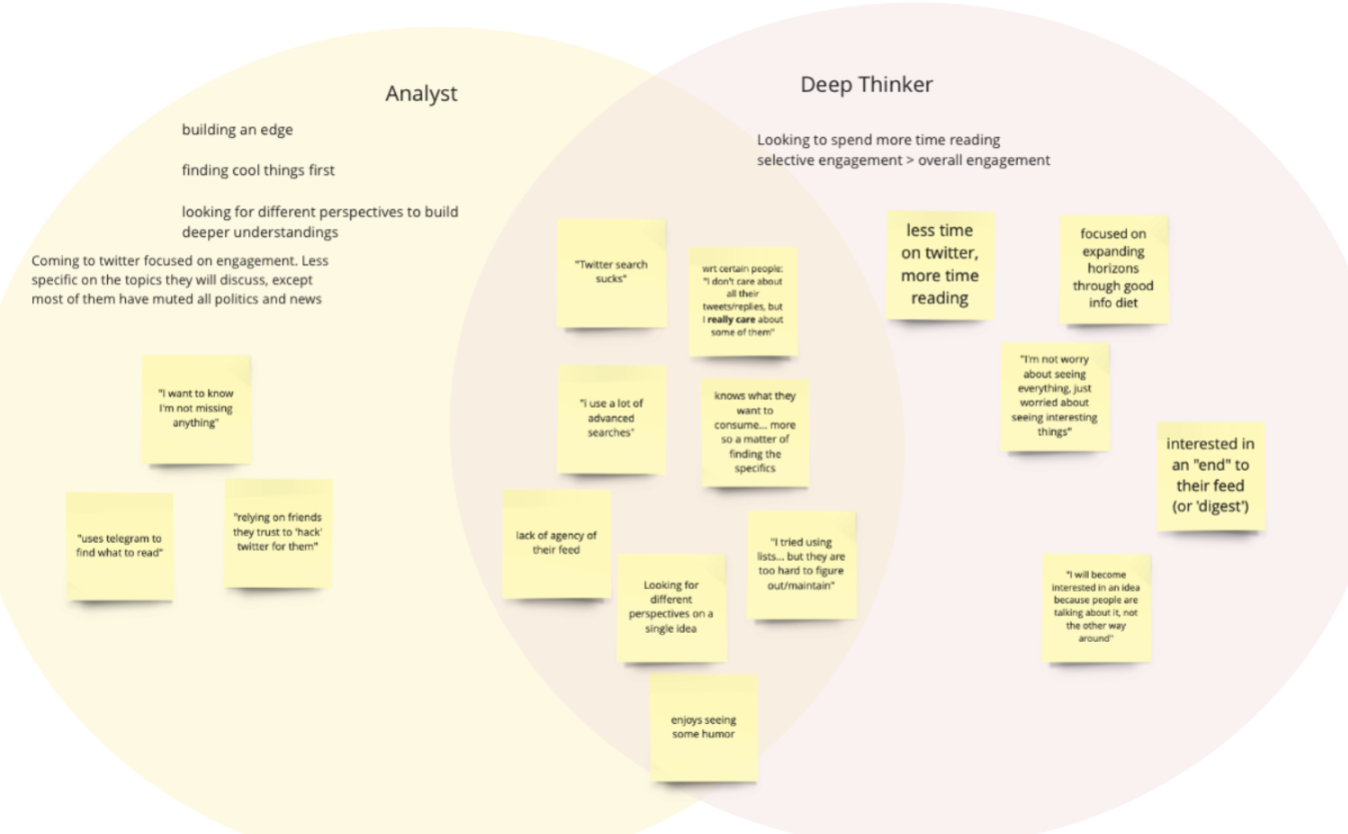 Analyst
building an edge
finding cool things first
looking for different perspectives to build
deeper understandings
Coming to twitter focused on engagement. Less
specific on the topics they will discuss, except
most of them have muted all politics and news
"I want to know
I'm not missing
anything"
"uses telegram to
find what to read"
"relying on friends
they trust to 'hack'
twitter for them"
"Twitter search
sucks"
wrt certain people:
"I don't care about
all their
tweets/replies, but
I really care about
some of them"
"i use a lot of
advanced
searches"
knows what they
want to
consume... more
so a matter of
finding the
specifics
lack of agency of
their feed
Looking for
different
perspectives on a
single idea
"I tried using
lists... but they are
too hard to figure
out/maintain"
enjoys seeing
some humor
Deep Thinker
Looking to spend more time reading
selective engagement > overall engagement
less time
on twitter,
more time
reading
focused on
expanding
horizons
through good
info diet
"I'm not worry
about seeing
everything, just
worried about
seeing interesting
things"
interested in
an "end" to
their feed
(or 'digest')
"I will become
interested in an idea
because people are
talking about it, not
the other way
around"